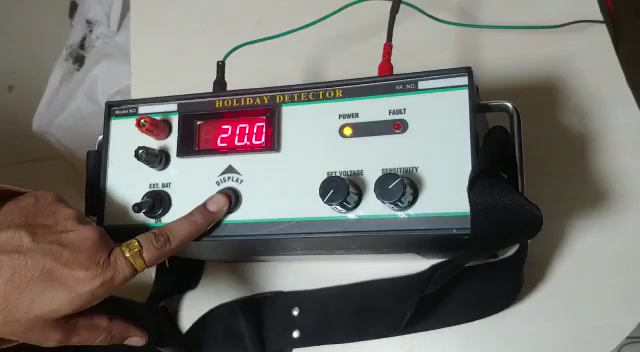 Model NO.
SR. NO.
HOLIDAY DETECTOR
20.0
POWER
FAULT
DISPLAY
EXT. BAT
SET VOLTAGE
SENSITIVITY